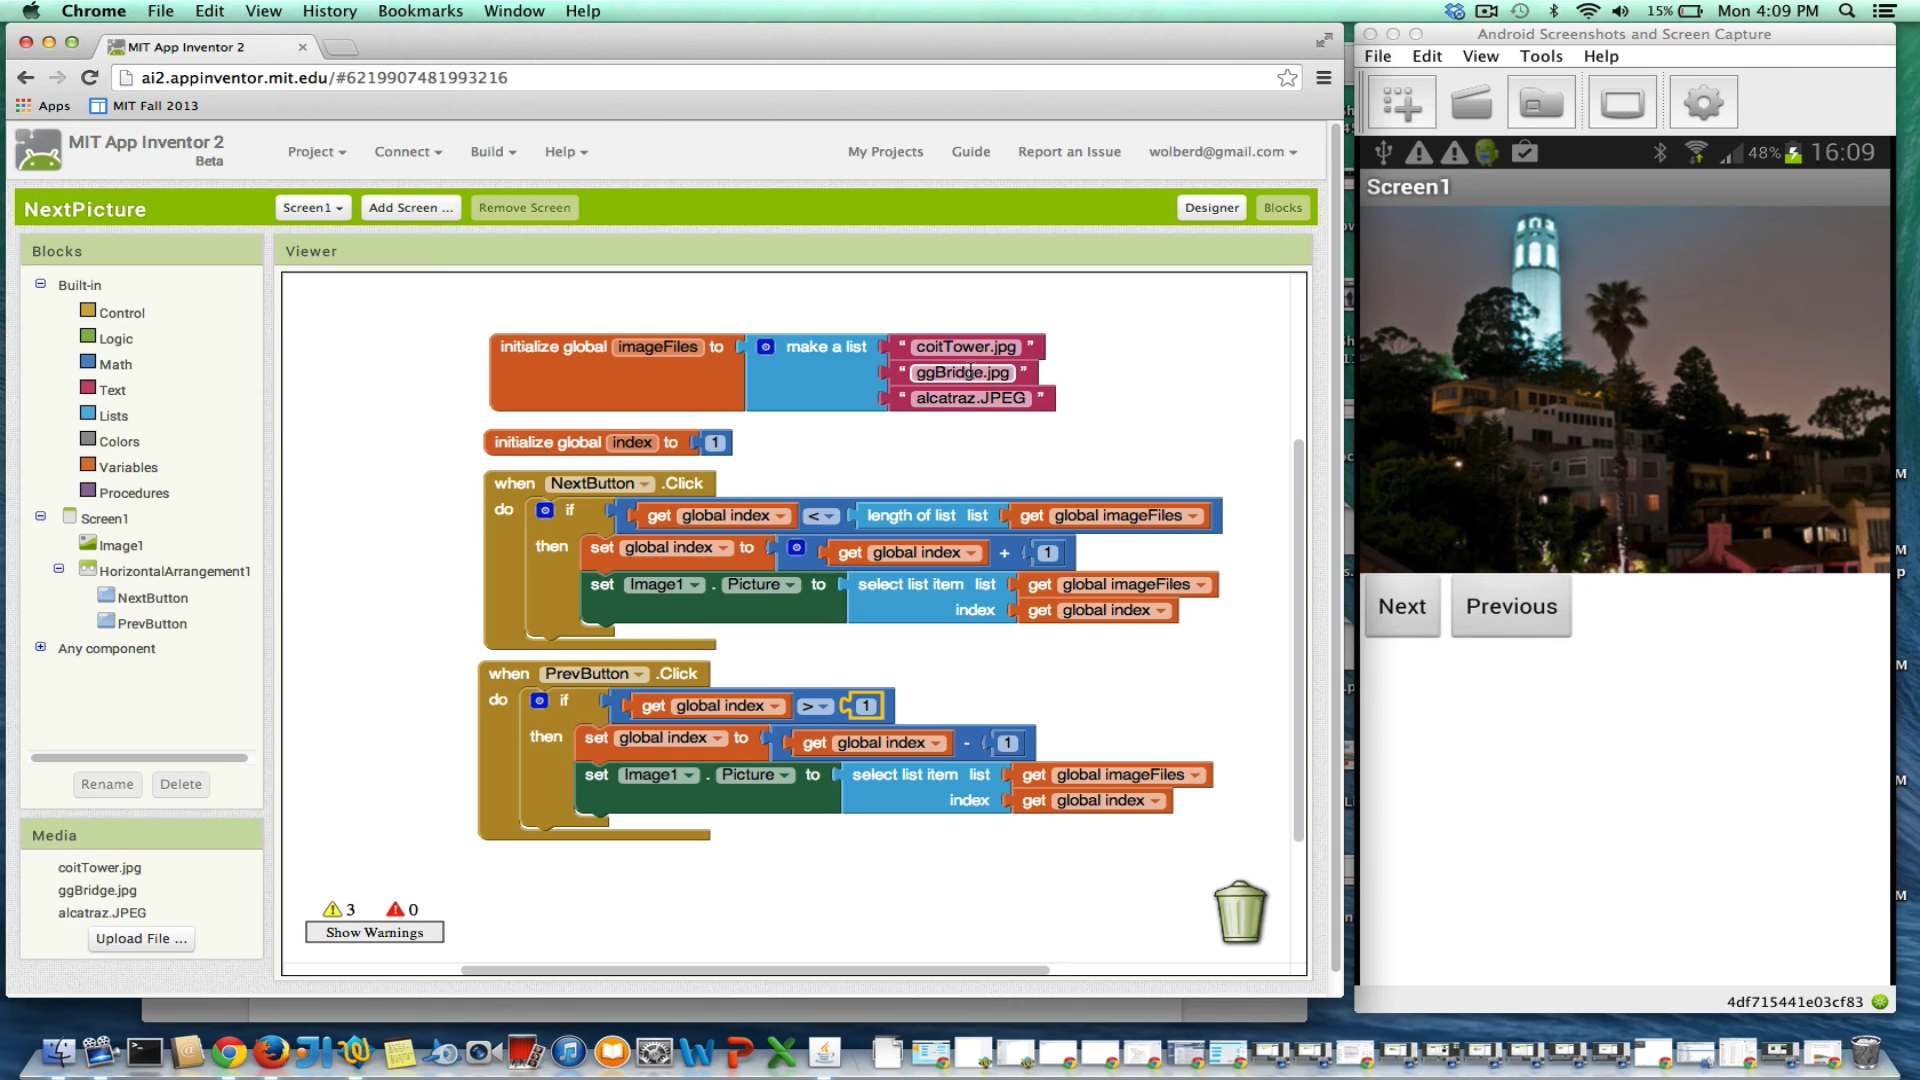 Chrome File Edit View History Bookmarks Window Help 15% Mon 4:09 PM
MIT App Inventor 2
ai2.appinventor.mit.edu/#6219907481993216
Apps MIT Fall 2013
MIT App Inventor 2
Beta
Project Connect Build Help My Projects Guide Report an Issue wolberd@gmail.com
NextPicture Screen1 Add Screen ... Remove Screen Designer Blocks
Blocks
Built-in
Control
Logic
Math
Text
Lists
Colors
Variables
Procedures
Screen1
Image1
HorizontalArrangement1
NextButton
PrevButton
Any component
Rename Delete
Media
coitTower.jpg
ggBridge.jpg
alcatraz.JPEG
Upload File ...
Viewer
initialize global imageFiles to make a list " coitTower.jpg "
" ggBridge.jpg "
" alcatraz.JPEG "
initialize global index to 1
when NextButton .Click
do if get global index < length of list list get global imageFiles
then set global index to get global index + 1
set Image1 . Picture to select list item list get global imageFiles
index get global index
when PrevButton .Click
do if get global index > 1
then set global index to get global index - 1
set Image1 . Picture to select list item list get global imageFiles
index get global index
3 0
Show Warnings
Android Screenshots and Screen Capture
File Edit View Tools Help
48% 16:09
Screen1
Next Previous
4df715441e03cf83